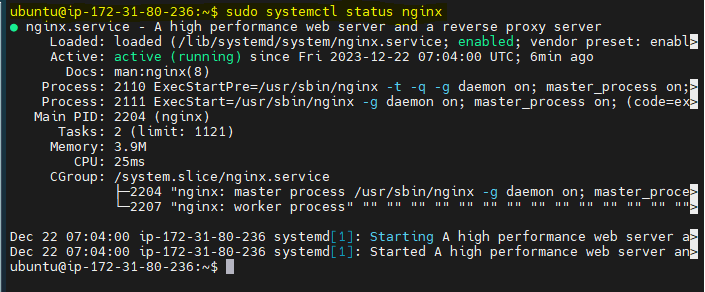 ubuntu@ip-172-31-80-236:~$ sudo systemctl status nginx
● nginx.service - A high performance web server and a reverse proxy server
Loaded: loaded (/lib/systemd/system/nginx.service; enabled; vendor preset: enabl>
Active: active (running) since Fri 2023-12-22 07:04:00 UTC; 6min ago
Docs: man:nginx(8)
Process: 2110 ExecStartPre=/usr/sbin/nginx -t -q -g daemon on; master_process on;>
Process: 2111 ExecStart=/usr/sbin/nginx -g daemon on; master_process on; (code=ex>
Main PID: 2204 (nginx)
Tasks: 2 (limit: 1121)
Memory: 3.9M
CPU: 25ms
CGroup: /system.slice/nginx.service
├─2204 "nginx: master process /usr/sbin/nginx -g daemon on; master_proce>
└─2207 "nginx: worker process" "" "" "" "" "" "" "" "" "" "" "" "" "" "">
Dec 22 07:04:00 ip-172-31-80-236 systemd[1]: Starting A high performance web server a>
Dec 22 07:04:00 ip-172-31-80-236 systemd[1]: Started A high performance web server an>
ubuntu@ip-172-31-80-236:~$